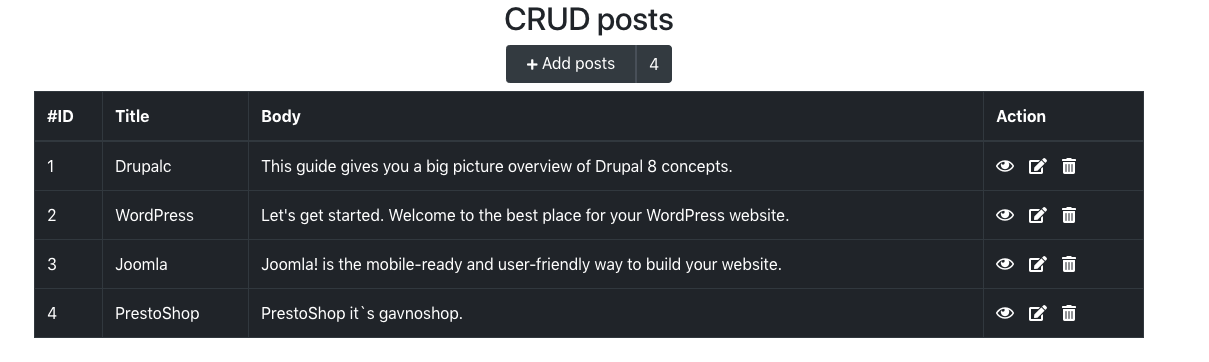 CRUD posts
+ Add posts 4
#ID Title Body Action
1 Drupalc This guide gives you a big picture overview of Drupal 8 concepts.
2 WordPress Let's get started. Welcome to the best place for your WordPress website.
3 Joomla Joomla! is the mobile-ready and user-friendly way to build your website.
4 PrestoShop PrestoShop it`s gavnoshop.